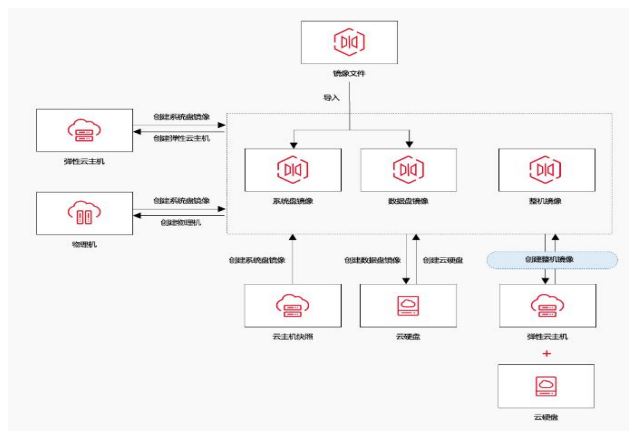 镜像文件
导入
创建系统盘镜像
创建弹性云主机
弹性云主机
系统盘镜像
数据盘镜像
整机镜像
创建系统盘镜像
创建物理机
物理机
创建系统盘镜像
创建数据盘镜像
创建云硬盘
创建整机镜像
云主机快照
云硬盘
弹性云主机
+
云硬盘